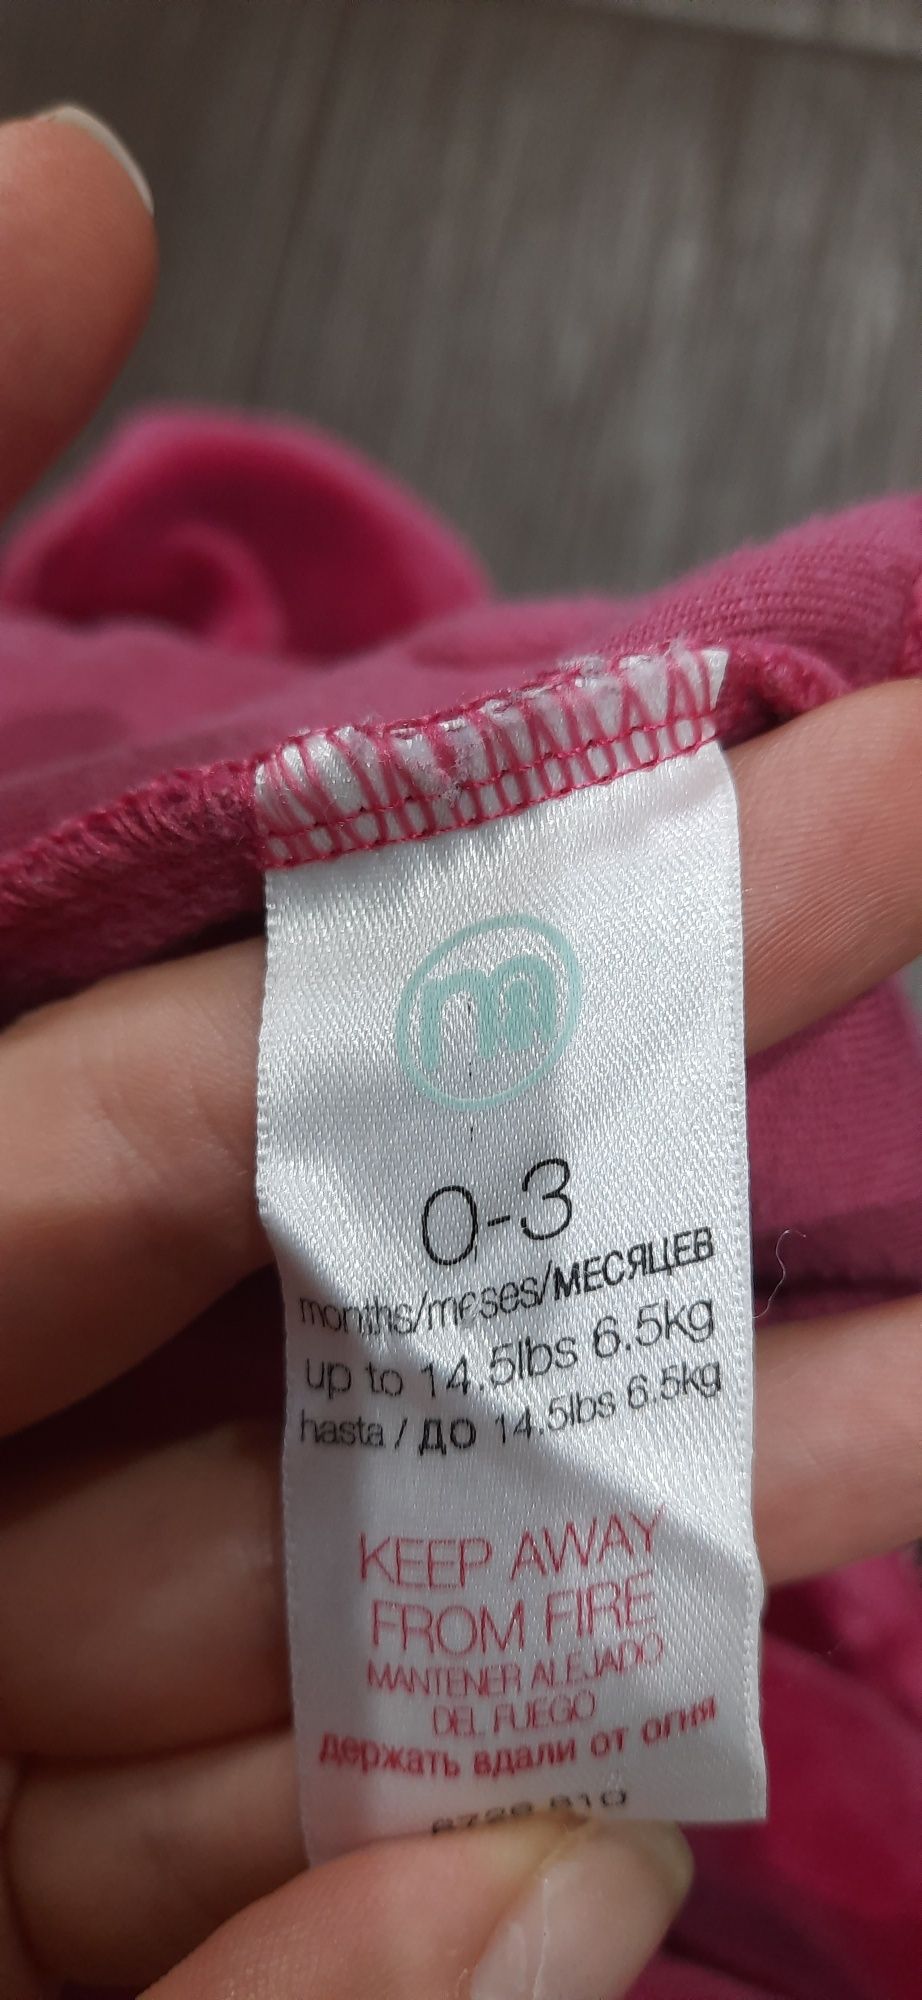 0-3
months/meses/МЕСЯЦЕВ
up to 14.5lbs 6.5kg
hasta / ДО 14.5lbs 6.5kg
KEEP AWAY
FROM FIRE
MANTENER ALEJADO
DEL FUEGO
держать вдали от огня